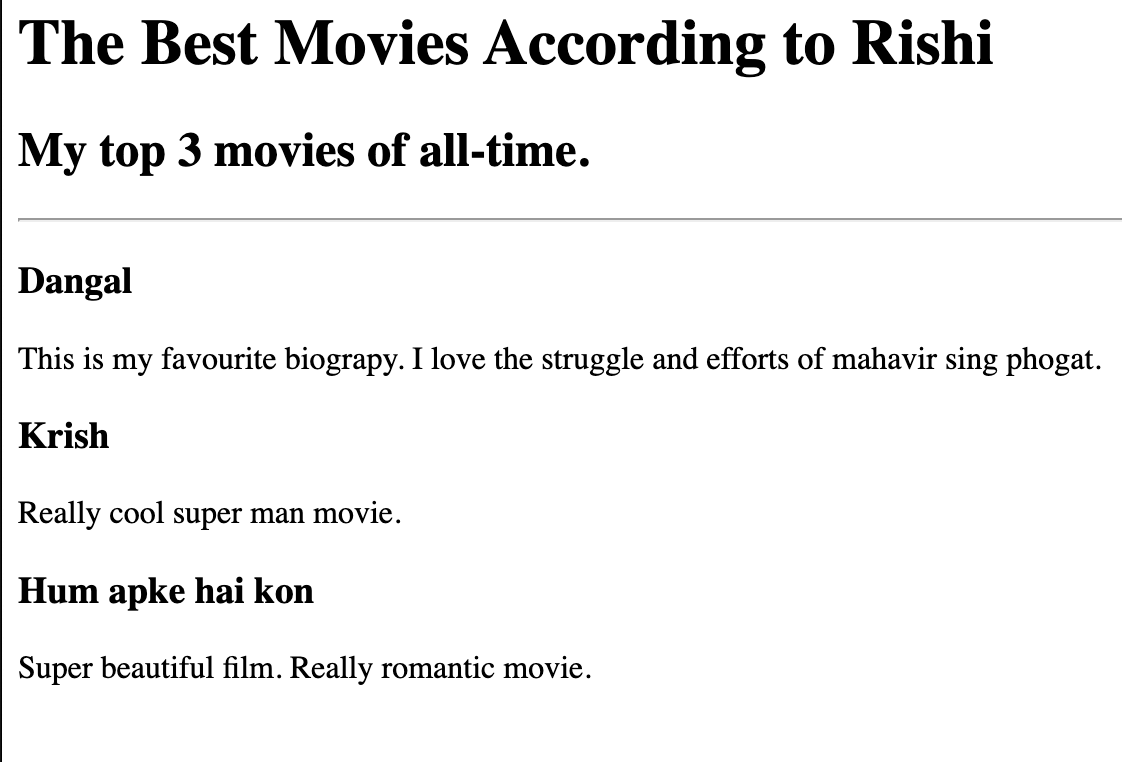 The Best Movies According to Rishi
My top 3 movies of all-time.
Dangal
This is my favourite biograpy. I love the struggle and efforts of mahavir sing phogat.
Krish
Really cool super man movie.
Hum apke hai kon
Super beautiful film. Really romantic movie.